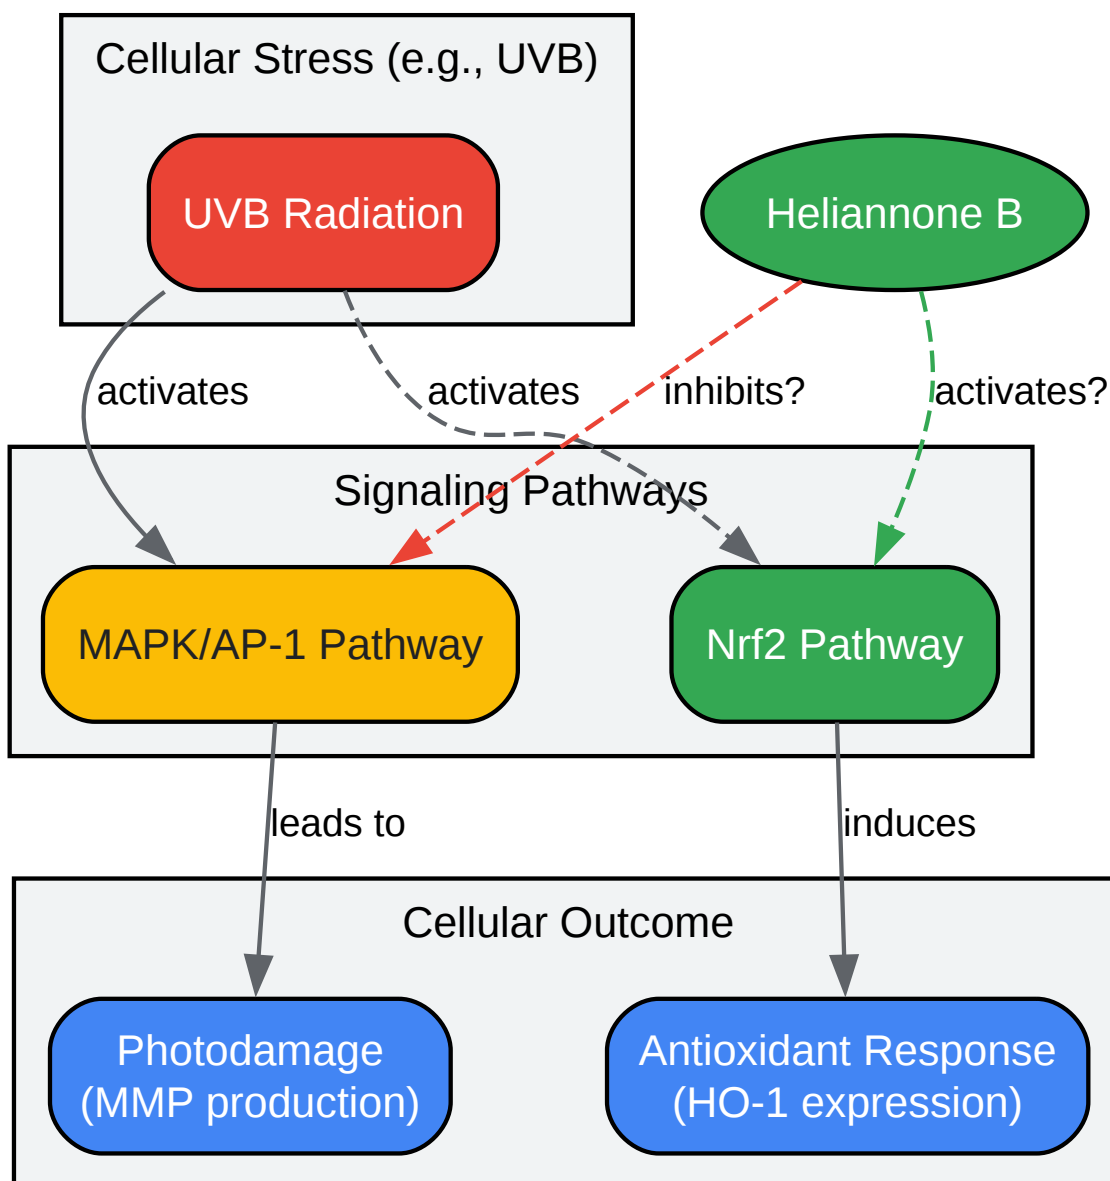 Cellular Stress (e.g., UVB)
UVB Radiation
Heliannone B
activates
activates
inhibits?
activates?
Signaling Pathways
MAPK/AP-1 Pathway
Nrf2 Pathway
leads to
induces
Cellular Outcome
Photodamage
(MMP production)
Antioxidant Response
(HO-1 expression)